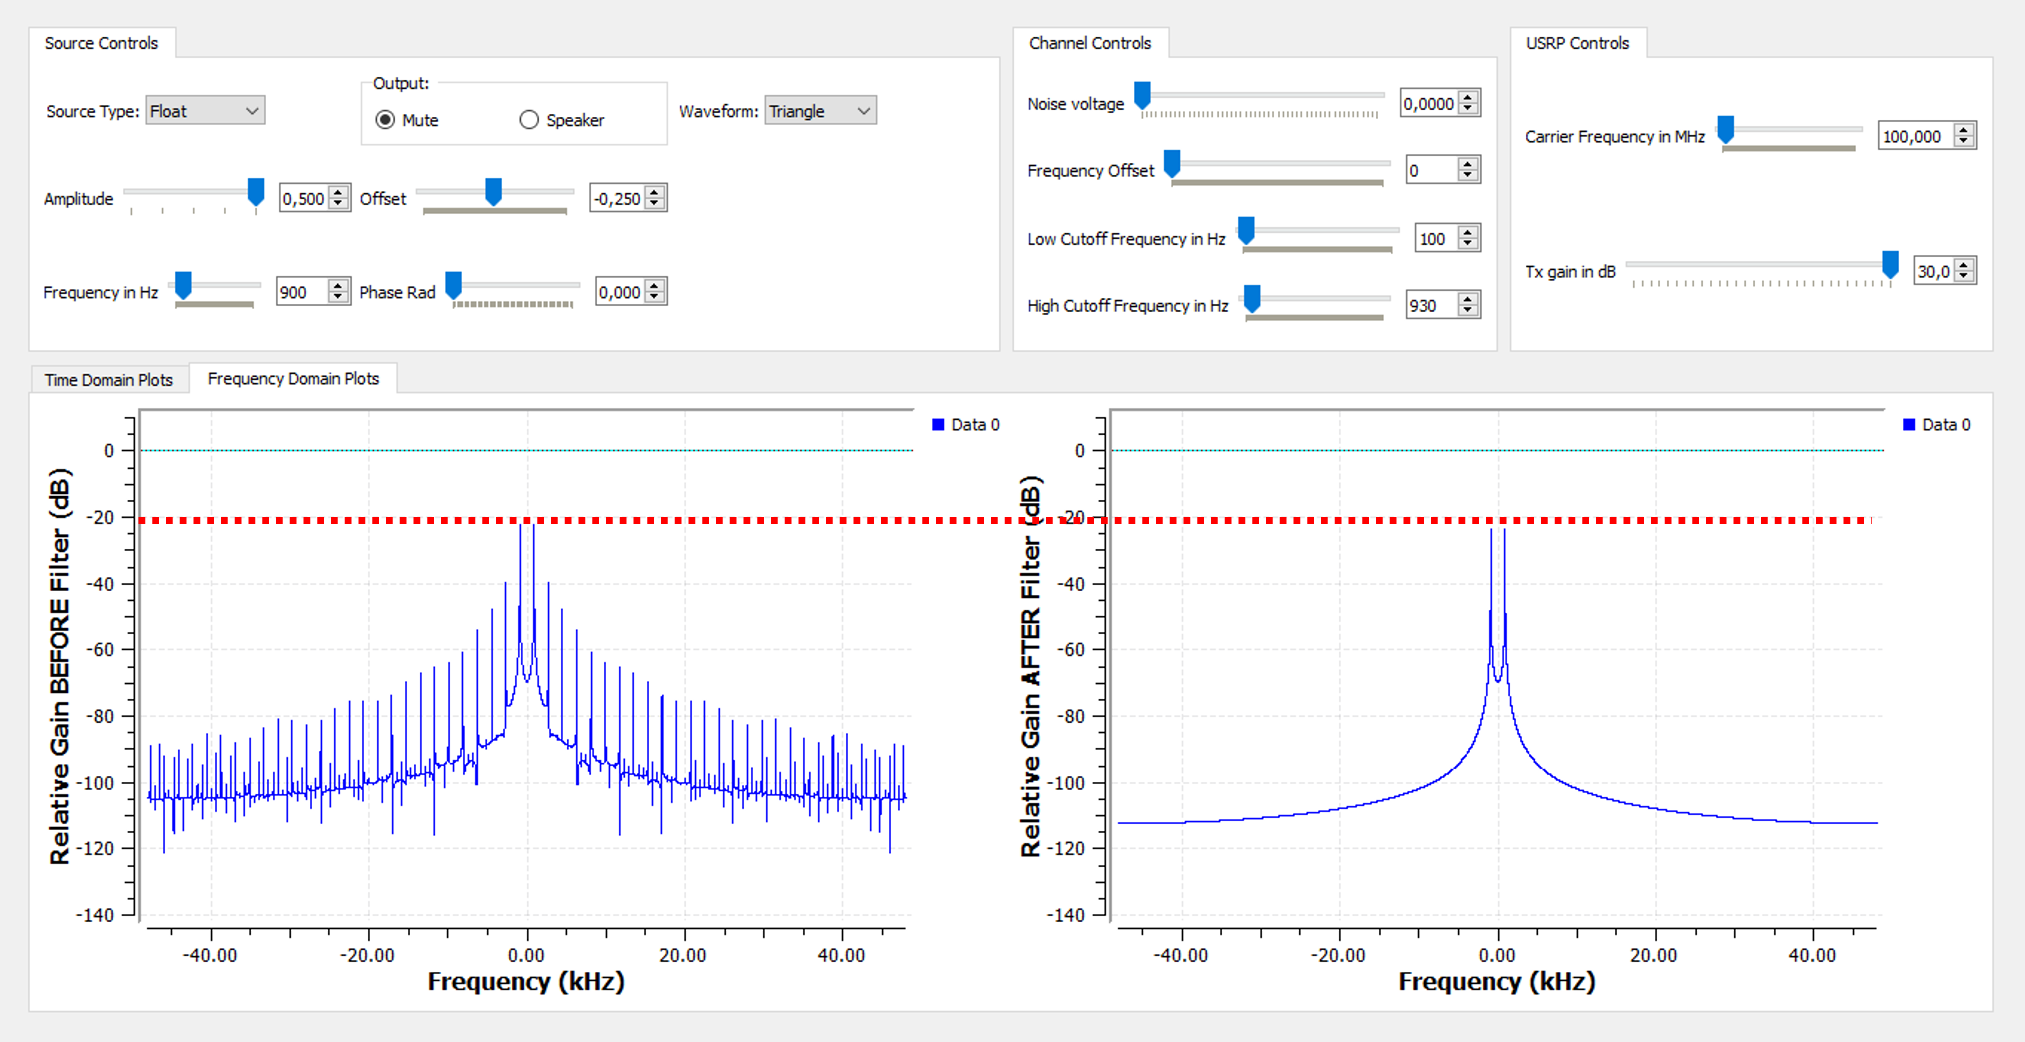 Source Controls
Source Type: Float
Output:
Mute
Speaker
Waveform: Triangle
Amplitude 0,500 Offset -0,250
Frequency in Hz 900 Phase Rad 0,000
Channel Controls
Noise voltage 0,0000
Frequency Offset 0
Low Cutoff Frequency in Hz 100
High Cutoff Frequency in Hz 930
USRP Controls
Carrier Frequency in MHz 100,000
Tx gain in dB 30,0
Time Domain Plots
Frequency Domain Plots
Relative Gain BEFORE Filter (dB)
0
-20
-40
-60
-80
-100
-120
-140
-40.00 -20.00 0.00 20.00 40.00
Frequency (kHz)
Data 0
Relative Gain AFTER Filter (dB)
0
-20
-40
-60
-80
-100
-120
-140
-40.00 -20.00 0.00 20.00 40.00
Frequency (kHz)
Data 0